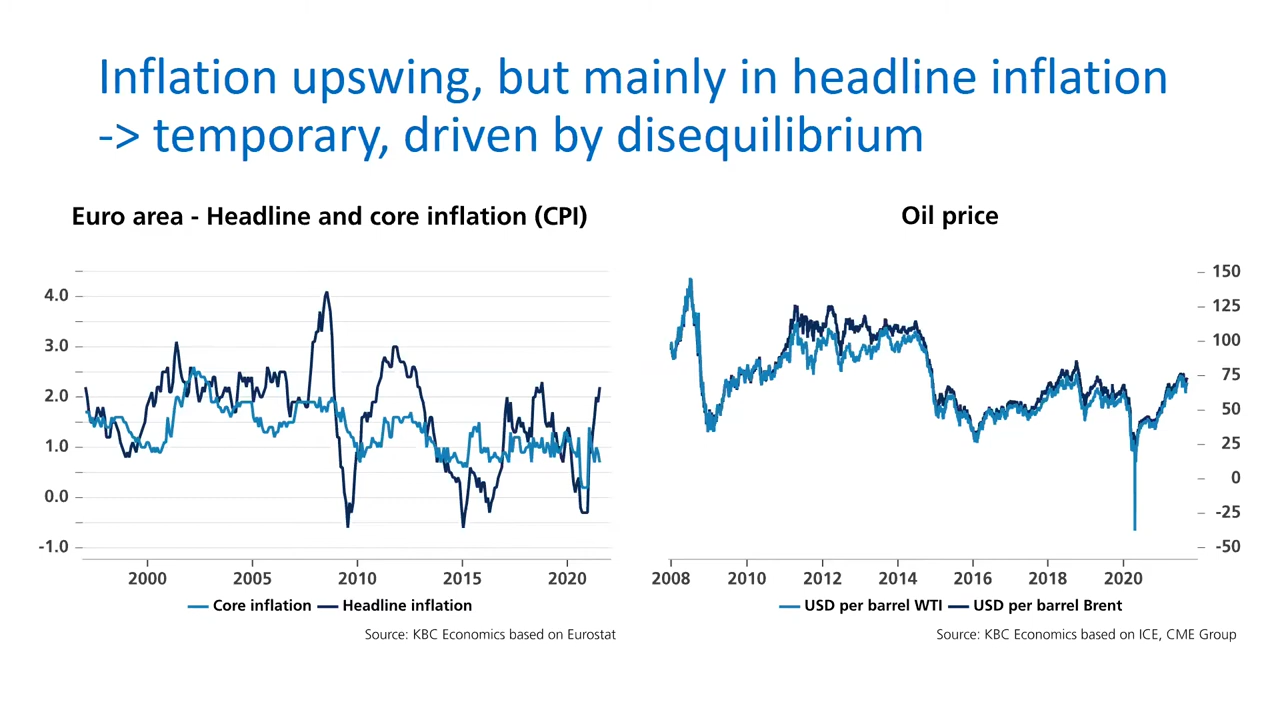 Inflation upswing, but mainly in headline inflation
-> temporary, driven by disequilibrium
Euro area - Headline and core inflation (CPI)
4.0
3.0
2.0
1.0
0.0
-1.0
2000 2005 2010 2015 2020
Core inflation Headline inflation
Source: KBC Economics based on Eurostat
Oil price
150
125
100
75
50
25
0
-25
-50
2008 2010 2012 2014 2016 2018 2020
USD per barrel WTI USD per barrel Brent
Source: KBC Economics based on ICE, CME Group